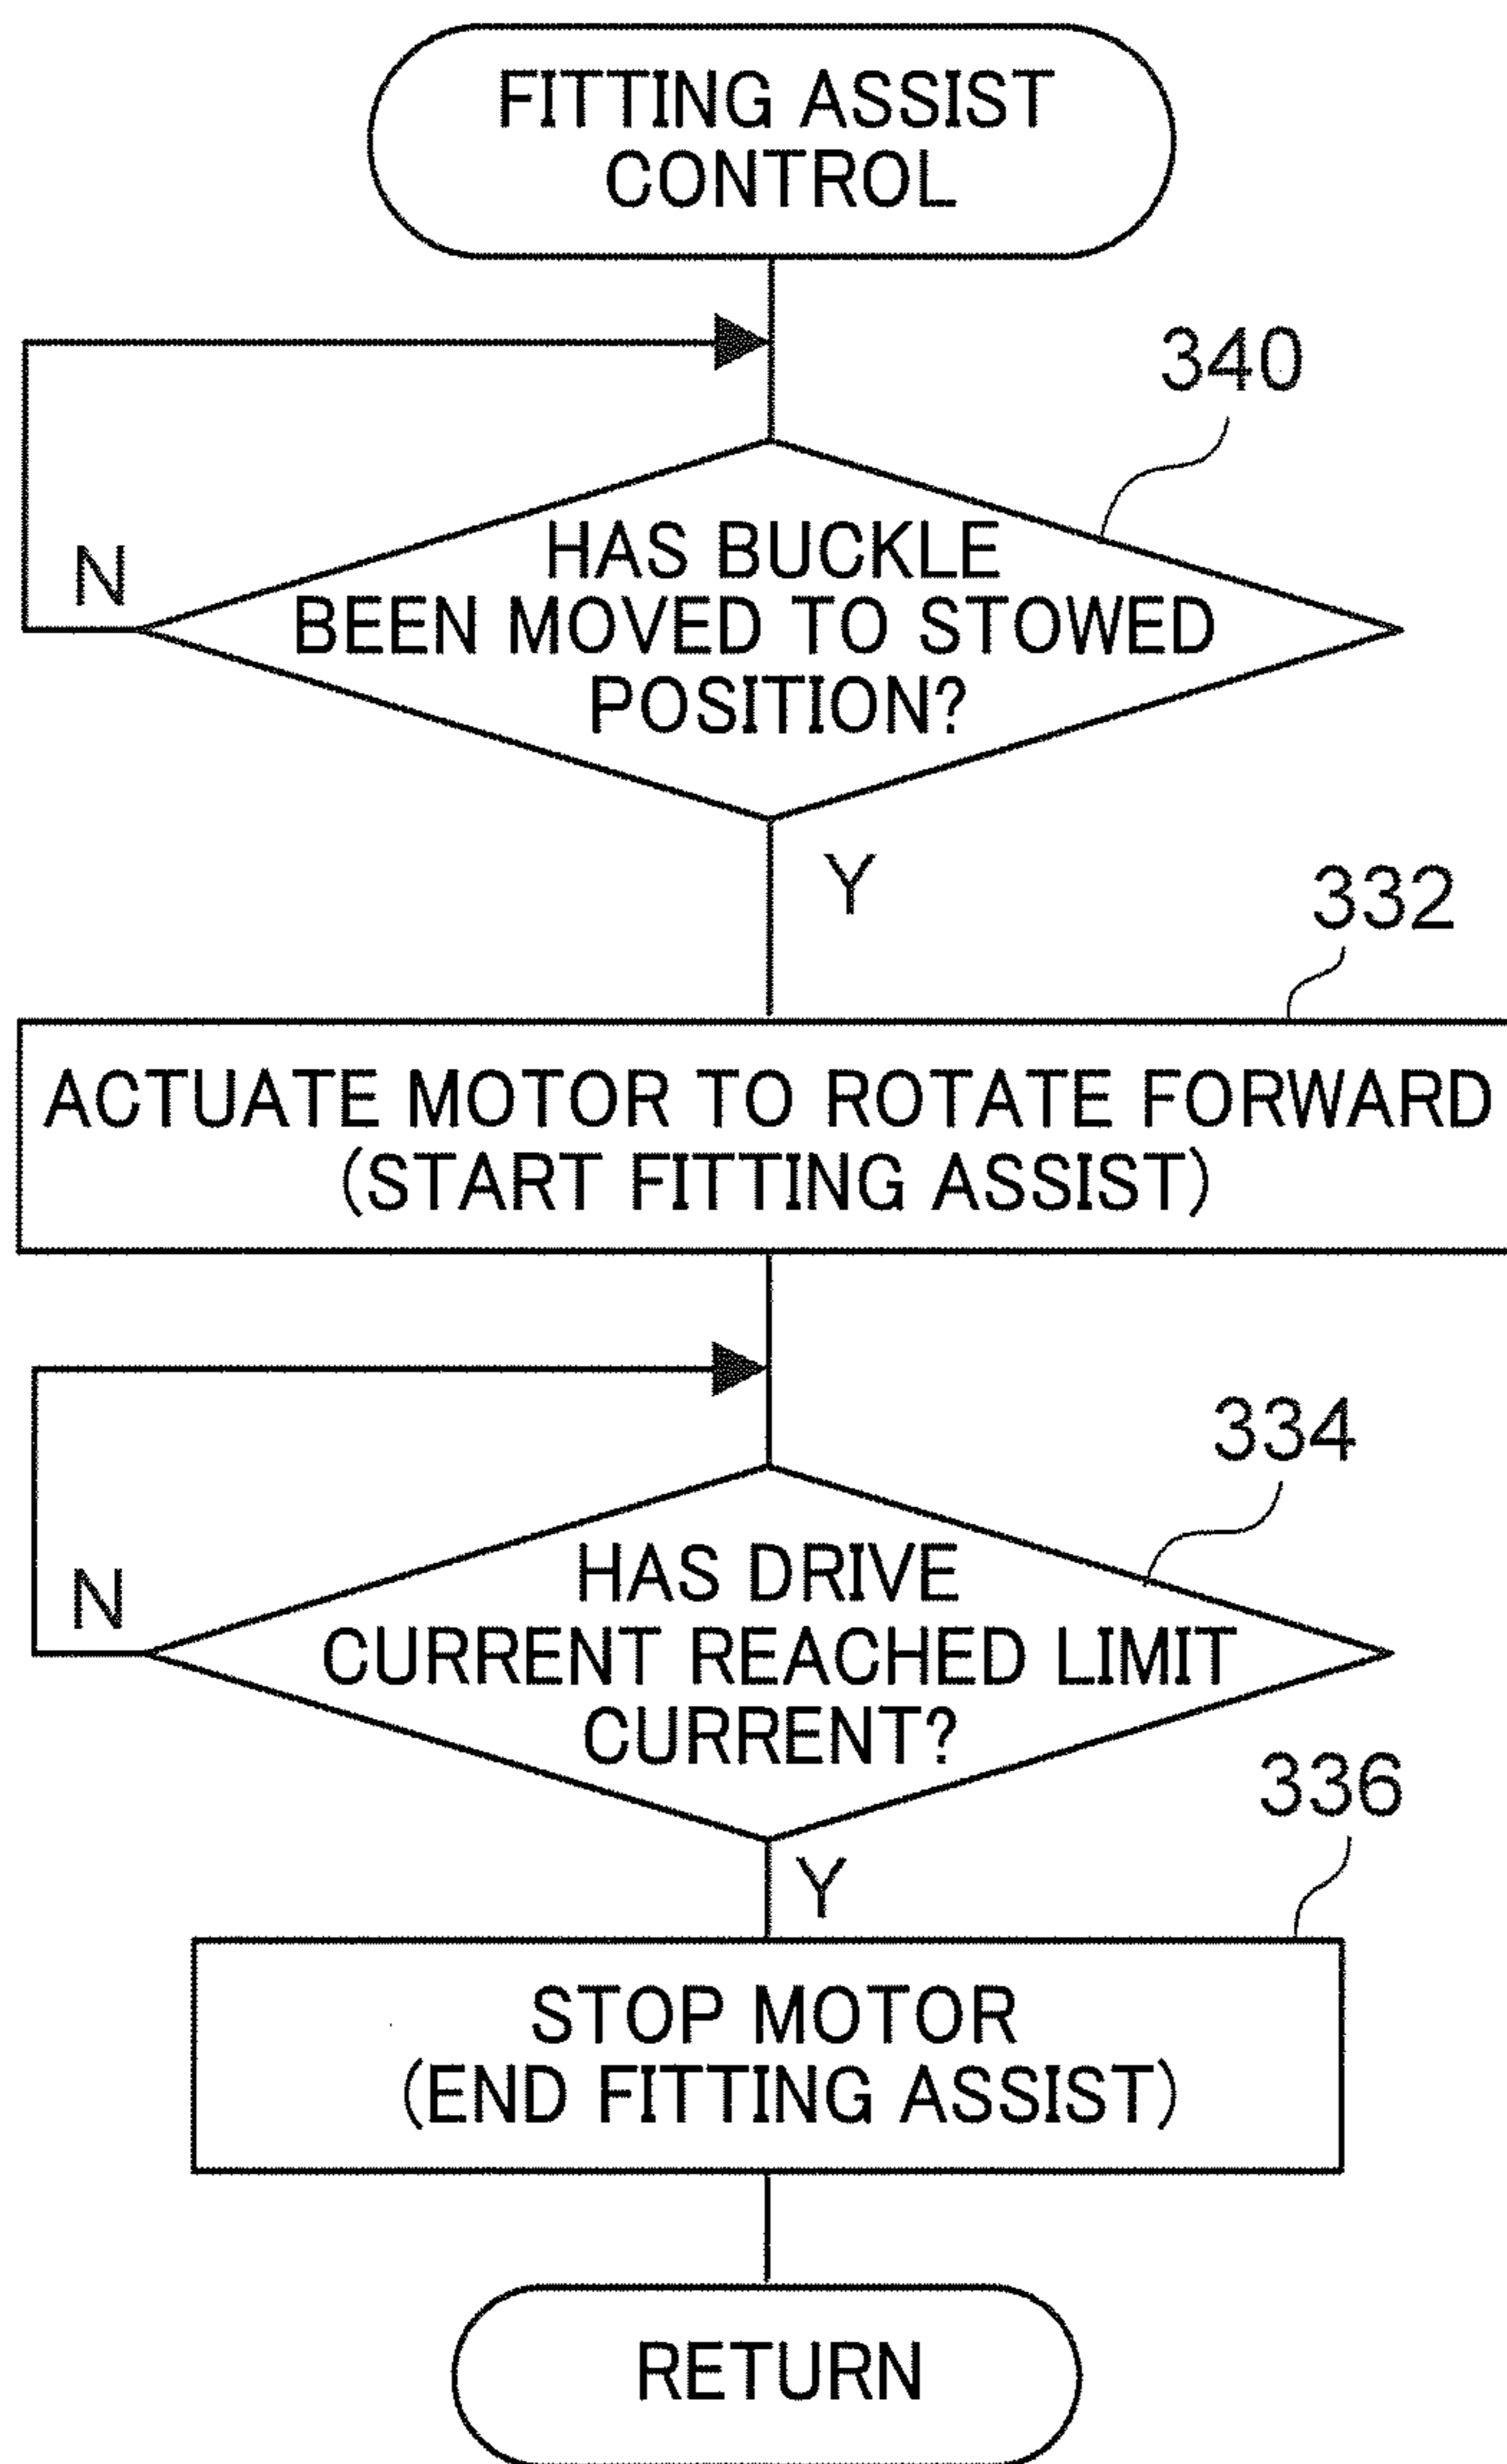 FITTING ASSIST
CONTROL
340
HAS BUCKLE
N
BEEN MOVED TO STOWED
POSITION?
Y
332
ACTUATE MOTOR TO ROTATE FORWARD
(START FITTING ASSIST)
334
HAS DRIVE
N
CURRENT REACHED LIMIT
CURRENT?
336
Y
STOP MOTOR
(END FITTING ASSIST)
RETURN